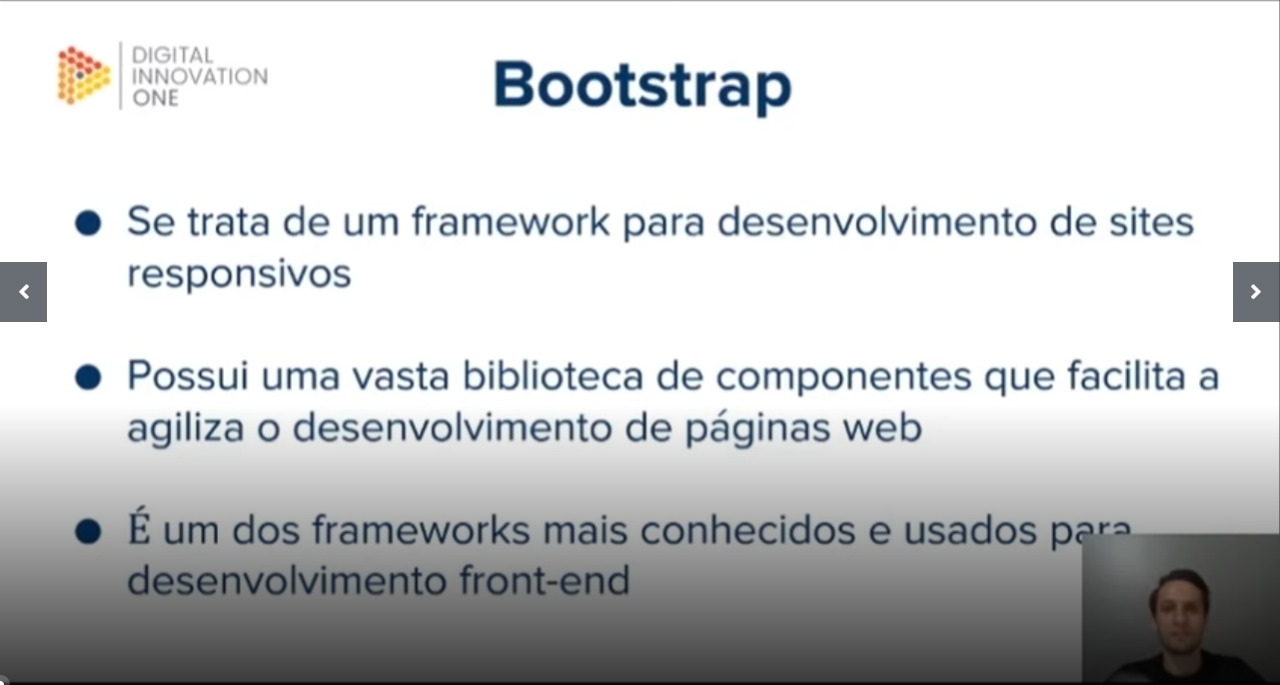 DIGITAL
INNOVATION
ONE
Bootstrap
Se trata de um framework para desenvolvimento de sites
responsivos
Possui uma vasta biblioteca de componentes que facilita a
agiliza o desenvolvimento de páginas web
É um dos frameworks mais conhecidos e usados para
desenvolvimento front-end